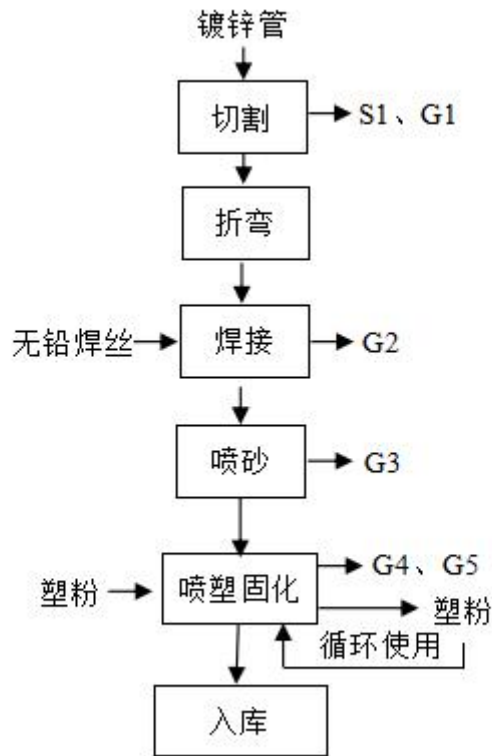 镀锌管
切割
S1、G1
折弯
无铅焊丝
焊接
G2
喷砂
G3
塑粉
喷塑固化
G4、G5
塑粉
循环使用
入库